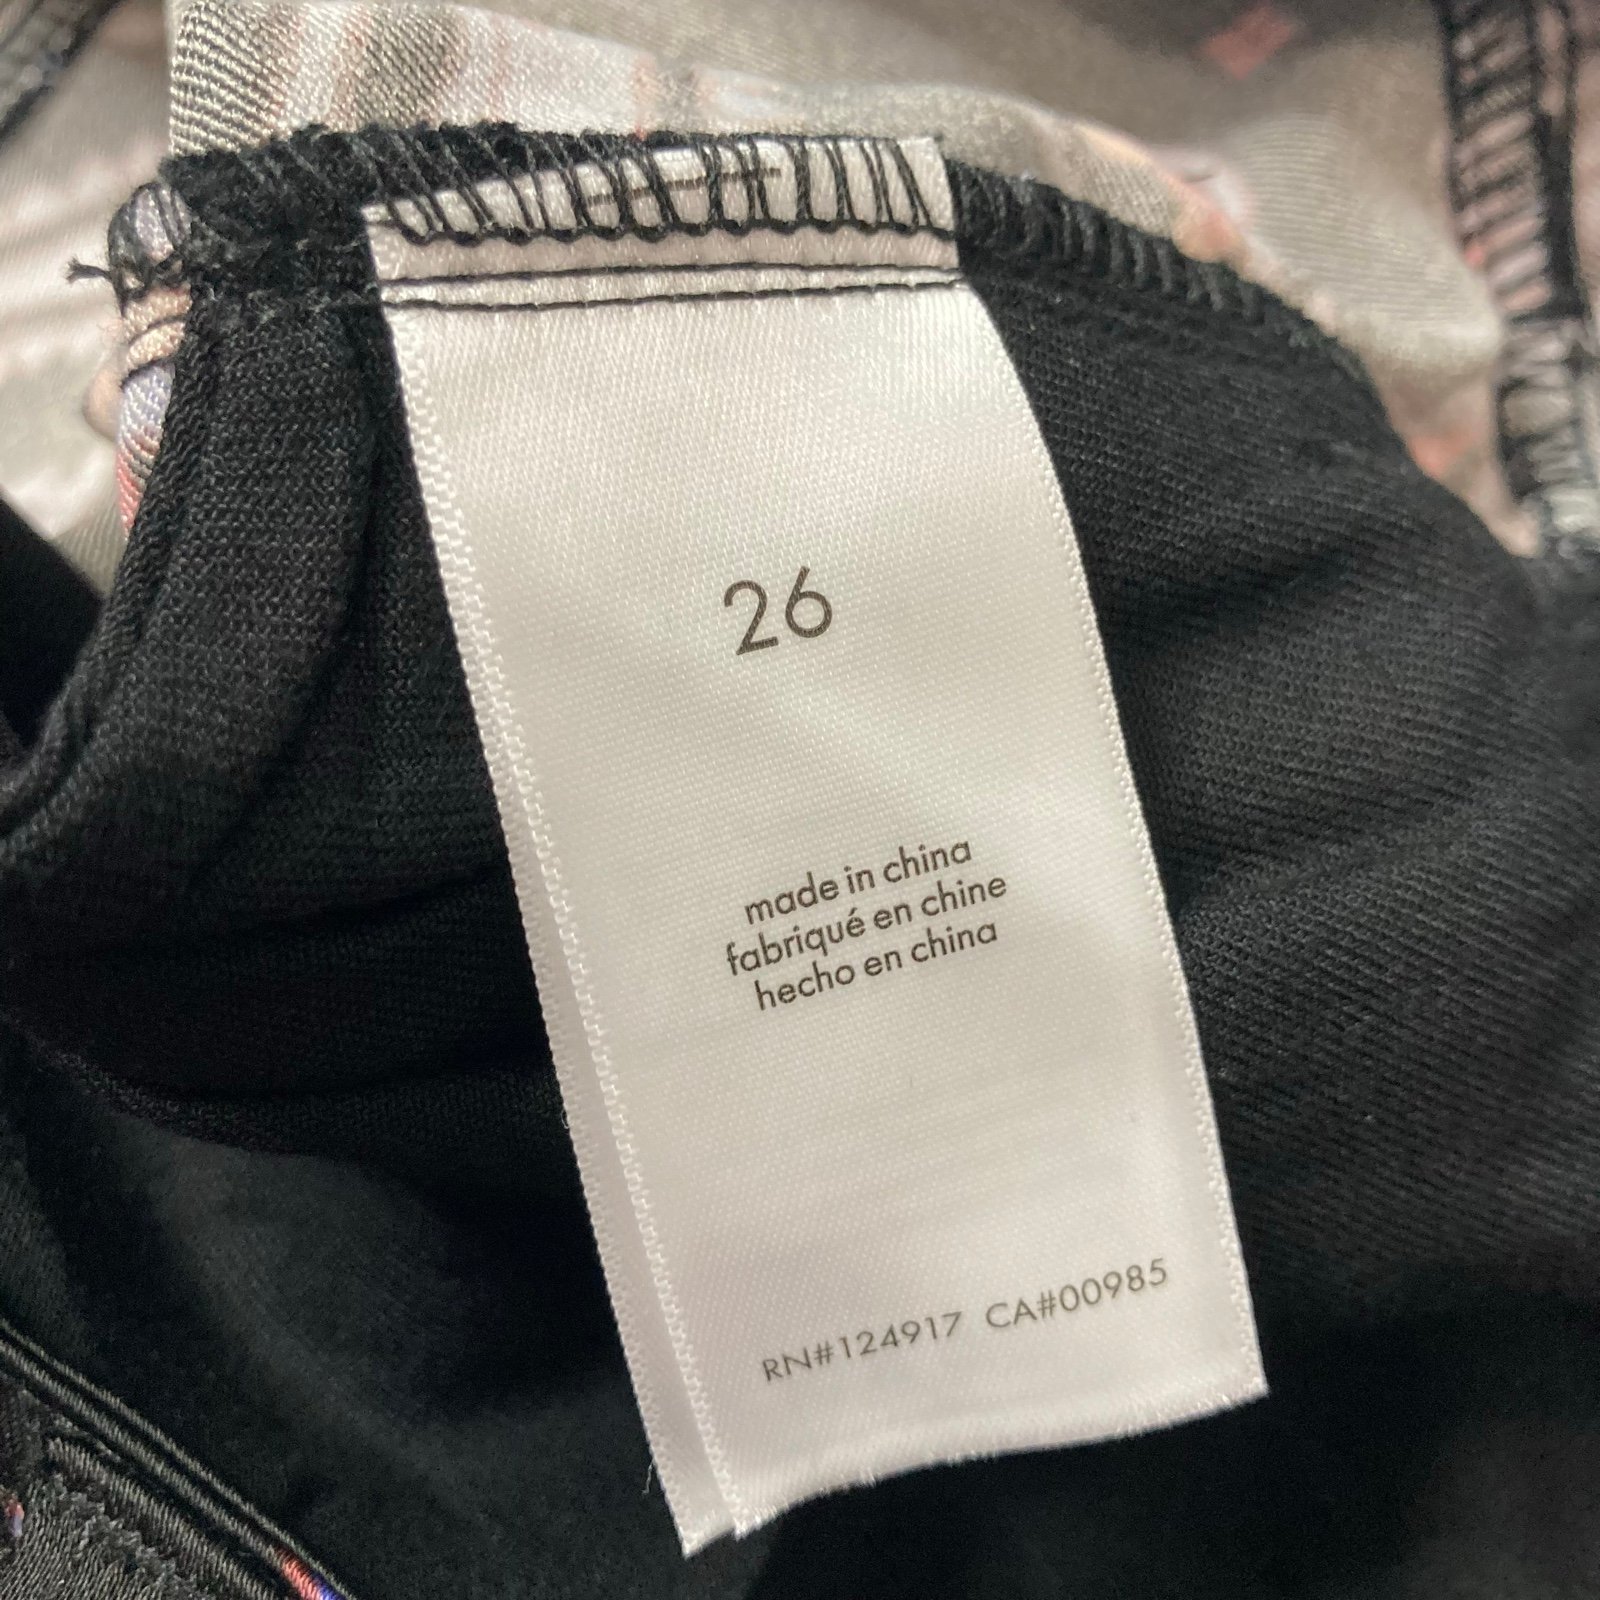 26
made in china
fabriqué en chine
hecho en china
RN#124917 CA#00985